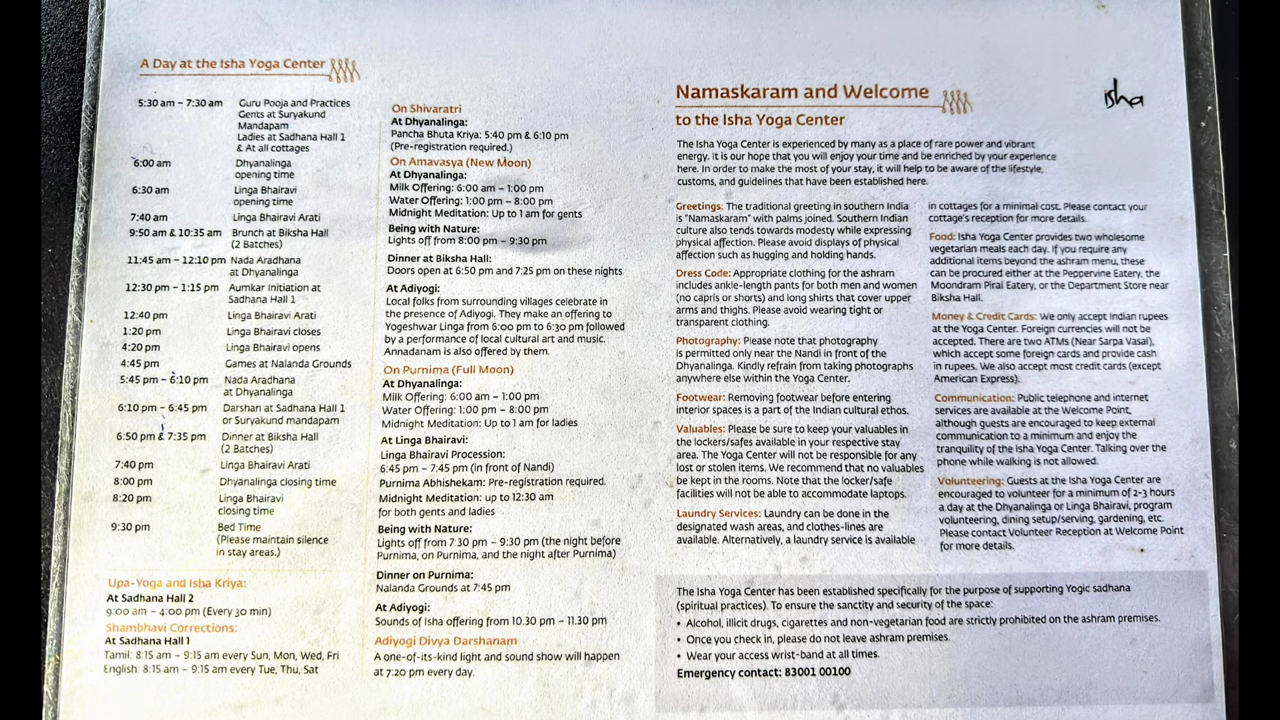 A Day at the Isha Yoga Center
5:30 am – 7:30 am Guru Pooja and Practices
Gents at Suryakund
Mandapam
Ladies at Sadhana Hall 1
& At all cottages
6:00 am Dhyanalinga
opening time
6:30 am Linga Bhairavi
opening time
7:40 am Linga Bhairavi Arati
9:50 am & 10:35 am Brunch at Biksha Hall
(2 Batches)
11:45 am – 12:10 pm Nada Aradhana
at Dhyanalinga
12:30 pm – 1:15 pm Aumkar Initiation at
Sadhana Hall 1
12:40 pm Linga Bhairavi Arati
1:20 pm Linga Bhairavi closes
4:20 pm Linga Bhairavi opens
4:45 pm Games at Nalanda Grounds
5:45 pm – 6:10 pm Nada Aradhana
at Dhyanalinga
6:10 pm – 6:45 pm Darshan at Sadhana Hall 1
or Suryakund mandapam
6:50 pm & 7:35 pm Dinner at Biksha Hall
(2 Batches)
7:40 pm Linga Bhairavi Arati
8:00 pm Dhyanalinga closing time
8:20 pm Linga Bhairavi
closing time
9:30 pm Bed Time
(Please maintain silence
in stay areas.)
Upa-Yoga and Isha Kriya:
At Sadhana Hall 2
9:00 am – 4:00 pm (Every 30 min)
Shambhavi Corrections:
At Sadhana Hall 1
Tamil: 8:15 am – 9:15 am every Sun, Mon, Wed, Fri
English: 8:15 am – 9:15 am every Tue, Thu, Sat
On Shivaratri
At Dhyanalinga:
Pancha Bhuta Kriya: 5:40 pm & 6:10 pm
(Pre-registration required.)
On Amavasya (New Moon)
At Dhyanalinga:
Milk Offering: 6:00 am – 1:00 pm
Water Offering: 1:00 pm – 8:00 pm
Midnight Meditation: Up to 1 am for gents
Being with Nature:
Lights off from 8:00 pm – 9:30 pm
Dinner at Biksha Hall:
Doors open at 6:50 pm and 7:25 pm on these nights
At Adiyogi:
Local folks from surrounding villages celebrate in
the presence of Adiyogi. They make an offering to
Yogeshwar Linga from 6:00 pm to 6:30 pm followed
by a performance of local cultural art and music.
Annadanam is also offered by them.
On Purnima (Full Moon)
At Dhyanalinga:
Milk Offering: 6:00 am – 1:00 pm
Water Offering: 1:00 pm – 8:00 pm
Midnight Meditation: Up to 1 am for ladies
At Linga Bhairavi:
Linga Bhairavi Procession:
6:45 pm – 7:45 pm (in front of Nandi)
Purnima Abhishekam: Pre-registration required.
Midnight Meditation: up to 12:30 am
for both gents and ladies
Being with Nature:
Lights off from 7:30 pm – 9:30 pm (the night before
Purnima, on Purnima, and the night after Purnima)
Dinner on Purnima:
Nalanda Grounds at 7:45 pm
At Adiyogi:
Sounds of Isha offering from 10.30 pm – 11.30 pm
Adiyogi Divya Darshanam
A one-of-its-kind light and sound show will happen
at 7:20 pm every day.
isha
Namaskaram and Welcome
to the Isha Yoga Center
The Isha Yoga Center is experienced by many as a place of rare power and vibrant
energy. It is our hope that you will enjoy your time and be enriched by your experience
here. In order to make the most of your stay, it will help to be aware of the lifestyle,
customs, and guidelines that have been established here.
Greetings: The traditional greeting in southern India
is "Namaskaram" with palms joined. Southern Indian
culture also tends towards modesty while expressing
physical affection. Please avoid displays of physical
affection such as hugging and holding hands.
Dress Code: Appropriate clothing for the ashram
includes ankle-length pants for both men and women
(no capris or shorts) and long shirts that cover upper
arms and thighs. Please avoid wearing tight or
transparent clothing.
Photography: Please note that photography
is permitted only near the Nandi in front of the
Dhyanalinga. Kindly refrain from taking photographs
anywhere else within the Yoga Center.
Footwear: Removing footwear before entering
interior spaces is a part of the Indian cultural ethos.
Valuables: Please be sure to keep your valuables in
the lockers/safes available in your respective stay
area. The Yoga Center will not be responsible for any
lost or stolen items. We recommend that no valuables
be kept in the rooms. Note that the locker/safe
facilities will not be able to accommodate laptops.
Laundry Services: Laundry can be done in the
designated wash areas, and clothes-lines are
available. Alternatively, a laundry service is available
in cottages for a minimal cost. Please contact your
cottage's reception for more details.
Food: Isha Yoga Center provides two wholesome
vegetarian meals each day. If you require any
additional items beyond the ashram menu, these
can be procured either at the Peppervine Eatery, the
Moondram Pirai Eatery, or the Department Store near
Biksha Hall.
Money & Credit Cards: We only accept Indian rupees
at the Yoga Center. Foreign currencies will not be
accepted. There are two ATMs (Near Sarpa Vasal),
which accept some foreign cards and provide cash
in rupees. We also accept most credit cards (except
American Express).
Communication: Public telephone and internet
services are available at the Welcome Point,
although guests are encouraged to keep external
communication to a minimum and enjoy the
tranquility of the Isha Yoga Center. Talking over the
phone while walking is not allowed.
Volunteering: Guests at the Isha Yoga Center are
encouraged to volunteer for a minimum of 2-3 hours
a day at the Dhyanalinga or Linga Bhairavi, program
volunteering, dining setup/serving, gardening, etc.
Please contact Volunteer Reception at Welcome Point
for more details.
The Isha Yoga Center has been established specifically for the purpose of supporting Yogic sadhana
(spiritual practices). To ensure the sanctity and security of the space:
• Alcohol, illicit drugs, cigarettes and non-vegetarian food are strictly prohibited on the ashram premises.
• Once you check in, please do not leave ashram premises.
• Wear your access wrist-band at all times.
Emergency contact: 83001 00100